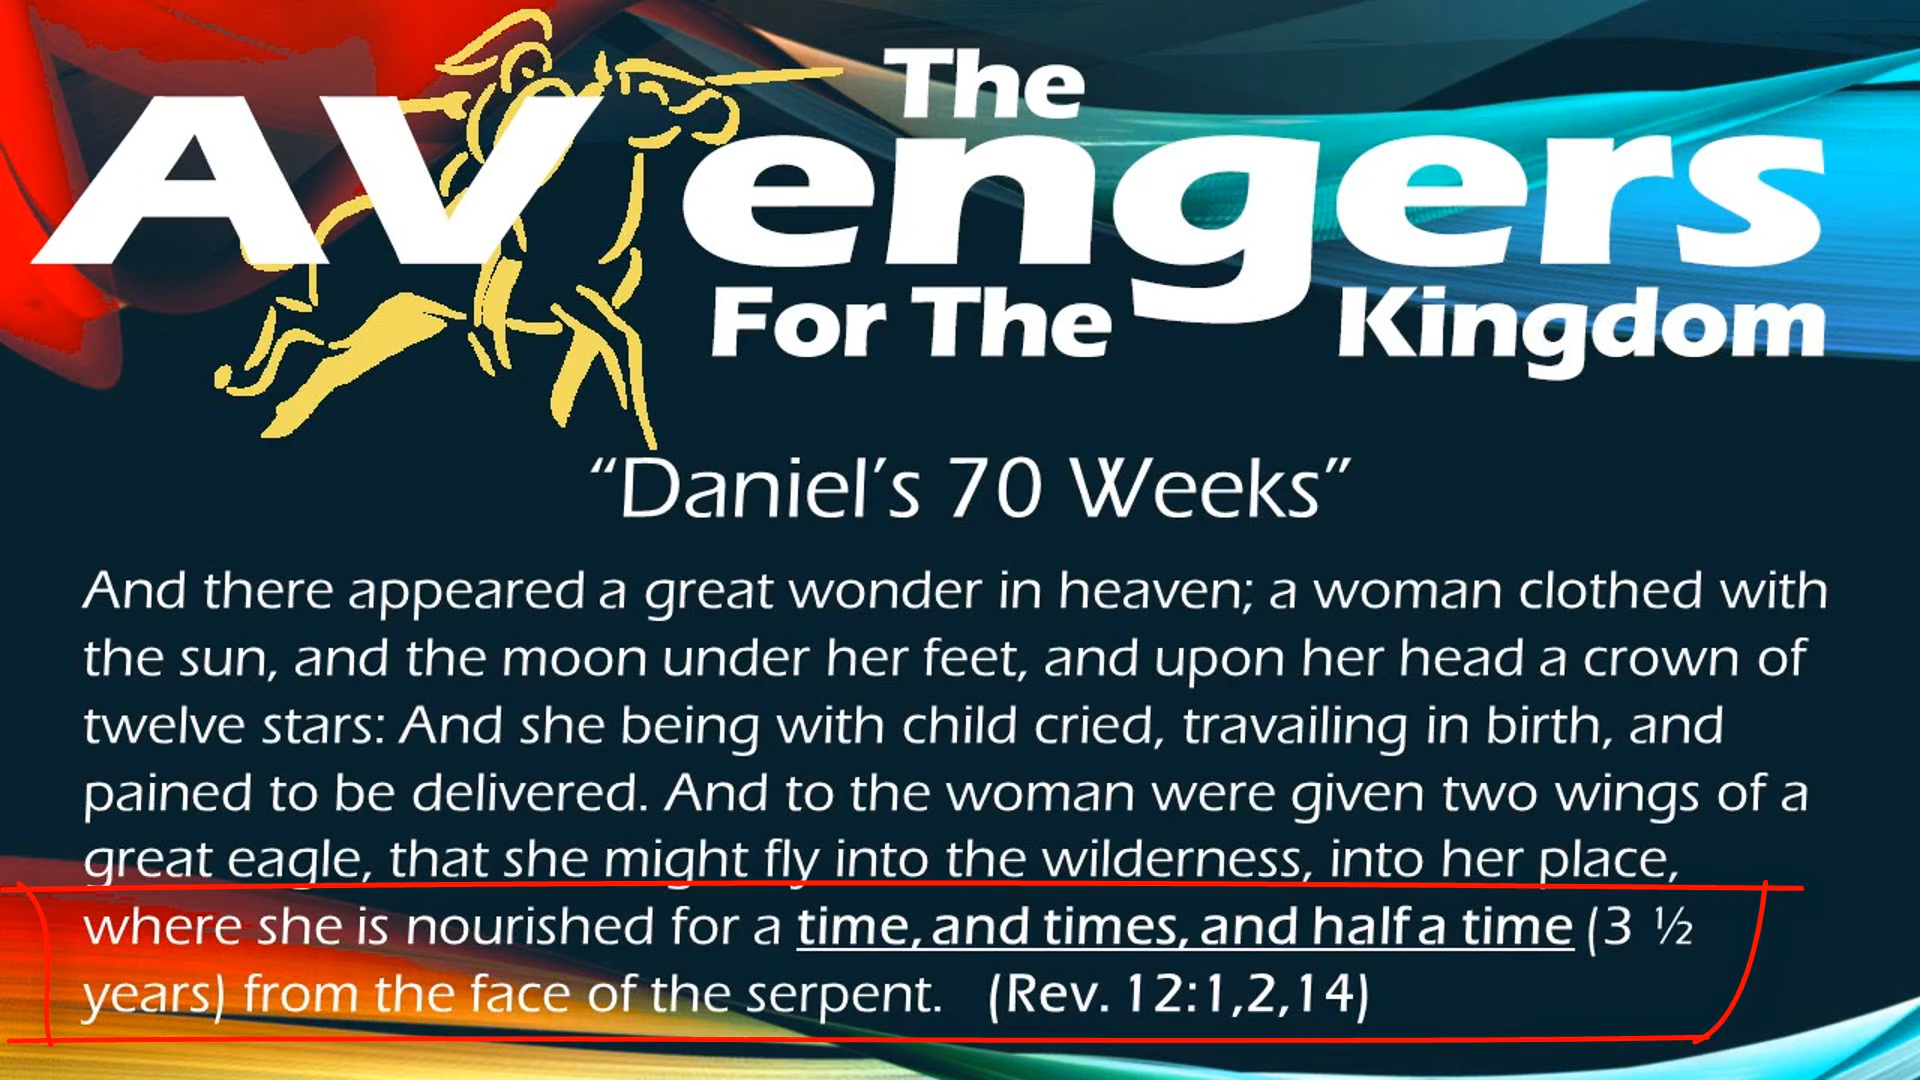 The
AVengers
For The Kingdom
“Daniel’s 70 Weeks”
And there appeared a great wonder in heaven; a woman clothed with
the sun, and the moon under her feet, and upon her head a crown of
twelve stars: And she being with child cried, travailing in birth, and
pained to be delivered. And to the woman were given two wings of a
great eagle, that she might fly into the wilderness, into her place,
where she is nourished for a time, and times, and half a time (3 ½
years) from the face of the serpent. (Rev. 12:1,2,14)